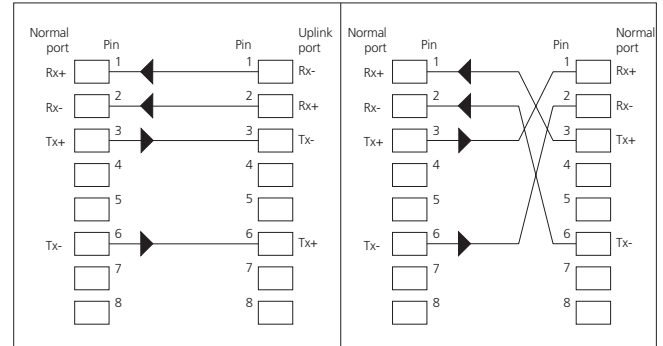 Normal port Pin Pin Uplink port
Rx+ 1 1 Rx-
Rx- 2 2 Rx+
Tx+ 3 3 Tx-
4 4
5 5
Tx- 6 6 Tx+
7 7
8 8
Normal port Pin Pin Normal port
Rx+ 1 1 Rx+
Rx- 2 2 Rx-
Tx+ 3 3 Tx+
4 4
5 5
Tx- 6 6 Tx-
7 7
8 8